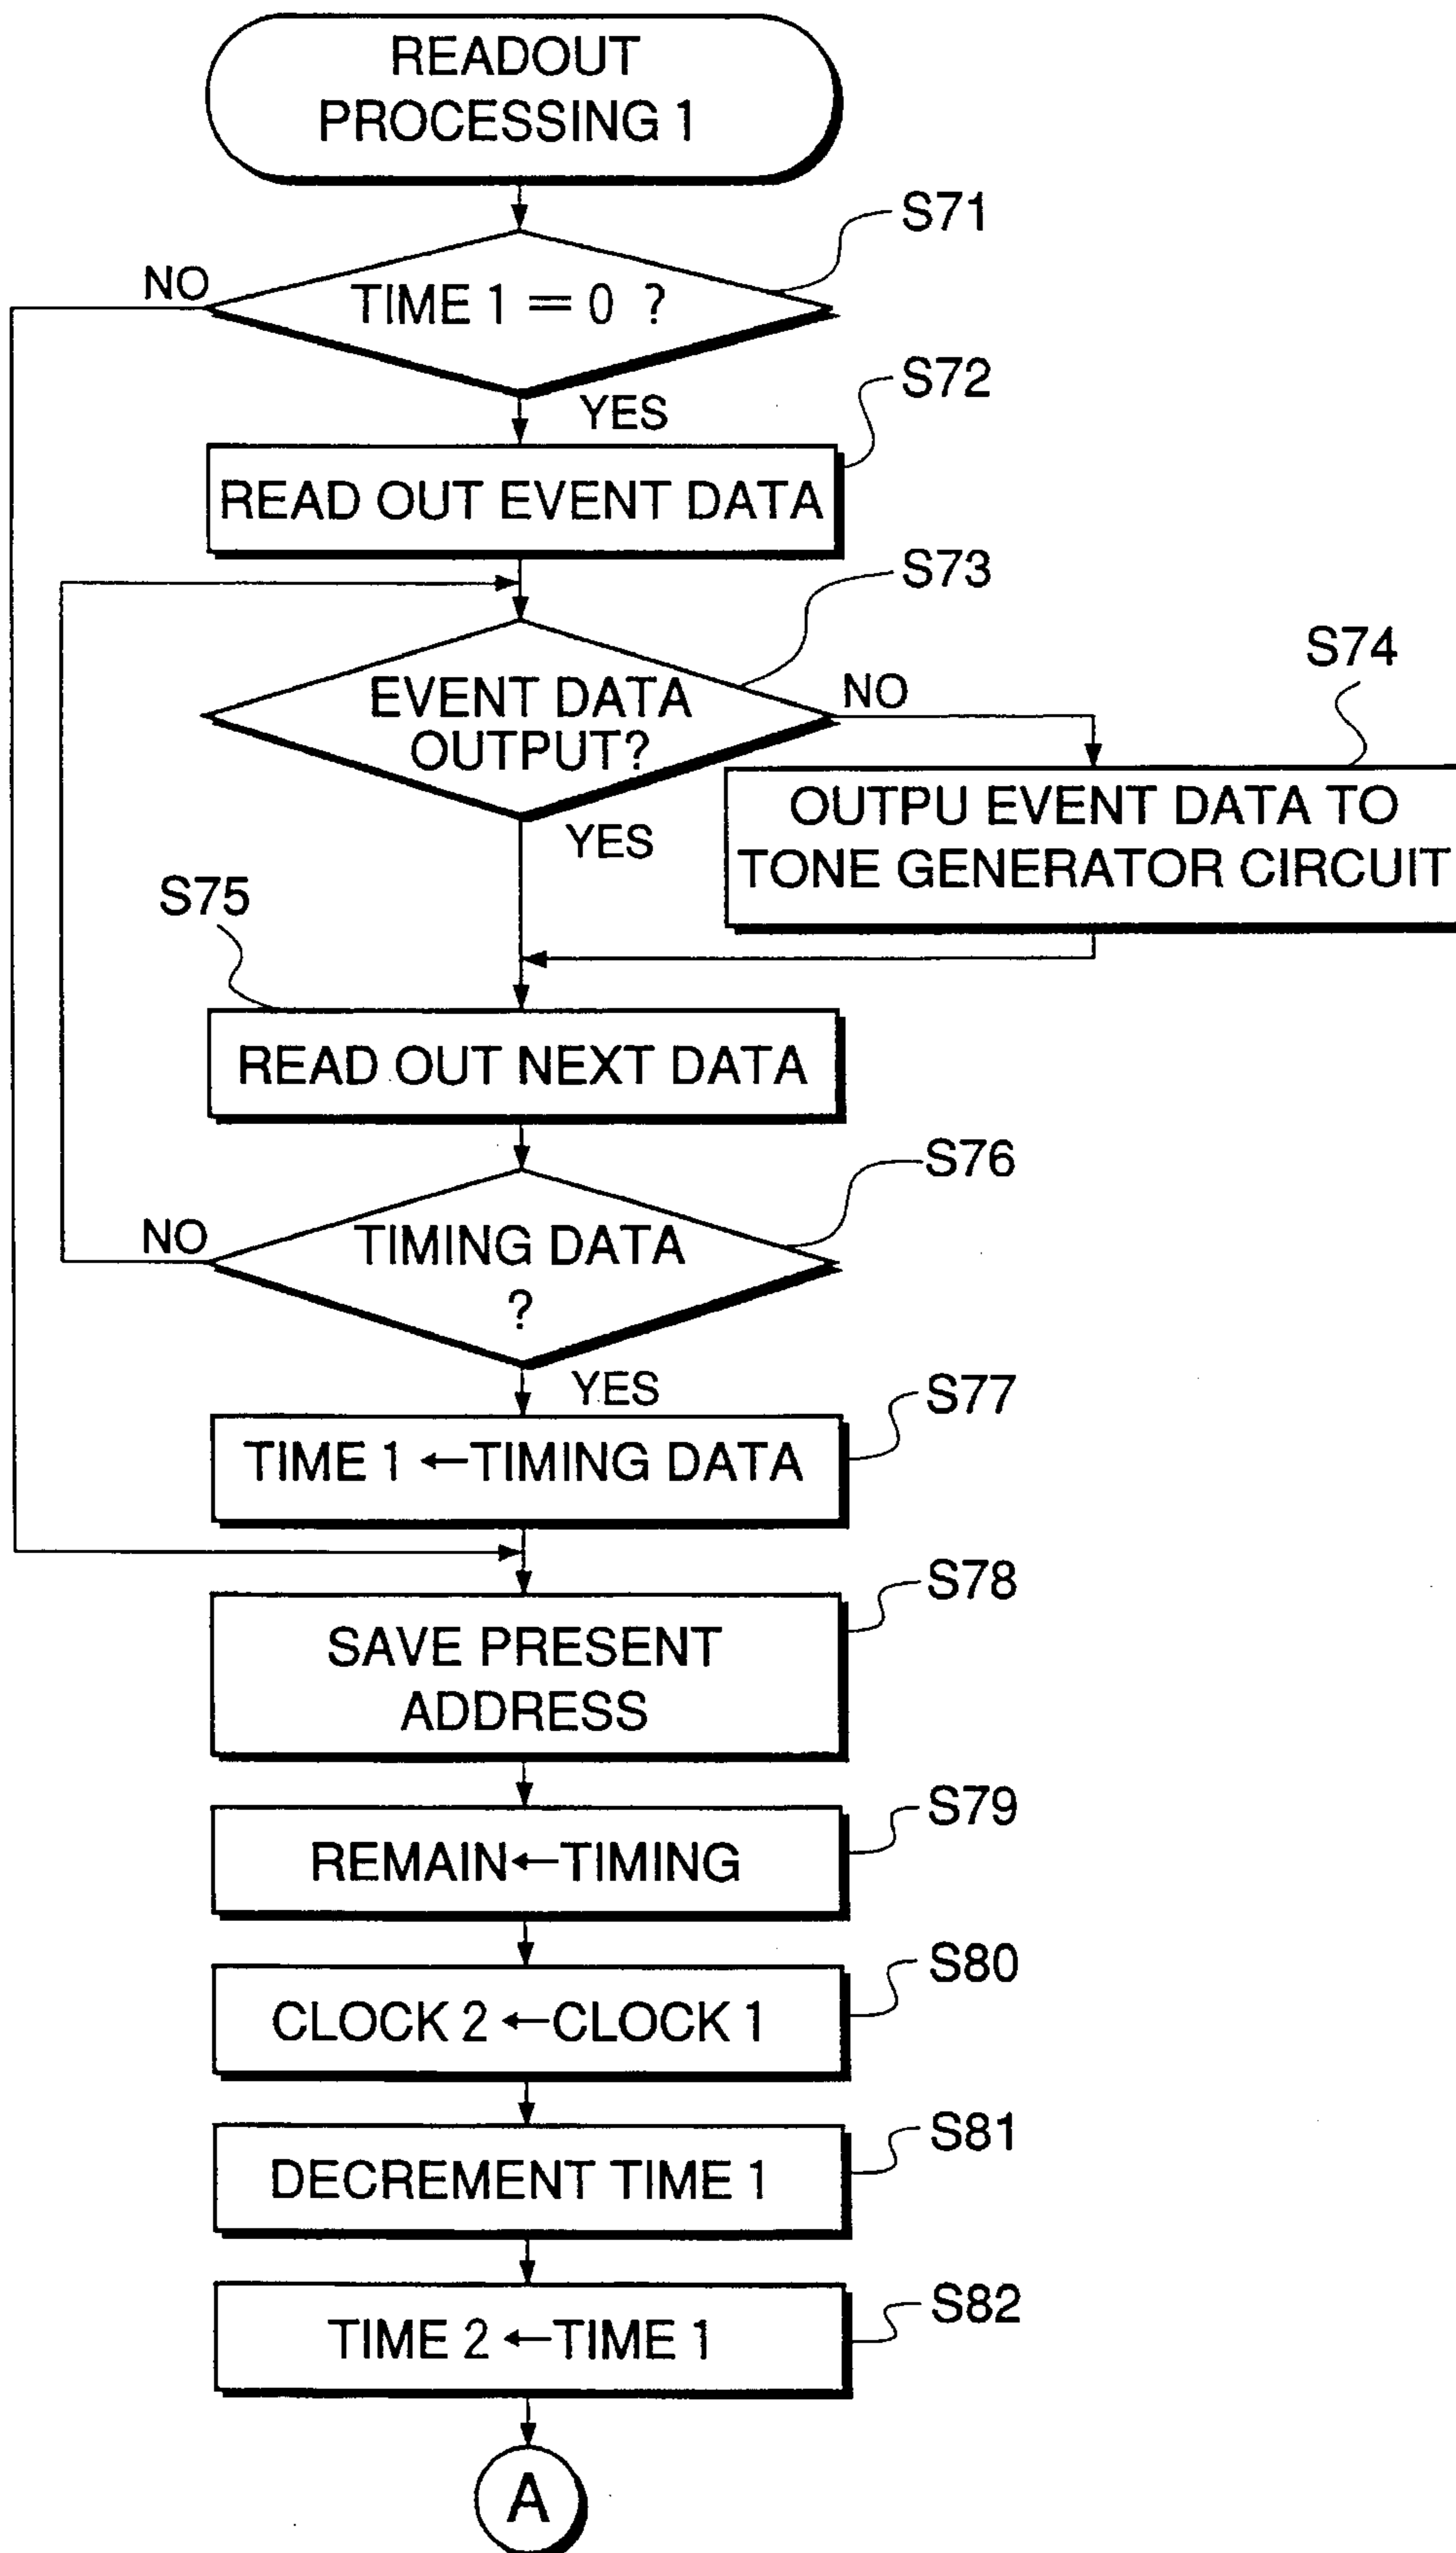 READOUT
PROCESSING 1
S71
NO
TIME 1 = 0 ?
YES
S72
READ OUT EVENT DATA
S73
EVENT DATA
OUTPUT?
NO
S74
YES
OUTPU EVENT DATA TO
TONE GENERATOR CIRCUIT
S75
READ OUT NEXT DATA
S76
NO
TIMING DATA
?
YES
S77
TIME 1 ← TIMING DATA
S78
SAVE PRESENT
ADDRESS
S79
REMAIN ← TIMING
S80
CLOCK 2 ← CLOCK 1
S81
DECREMENT TIME 1
S82
TIME 2 ← TIME 1
A